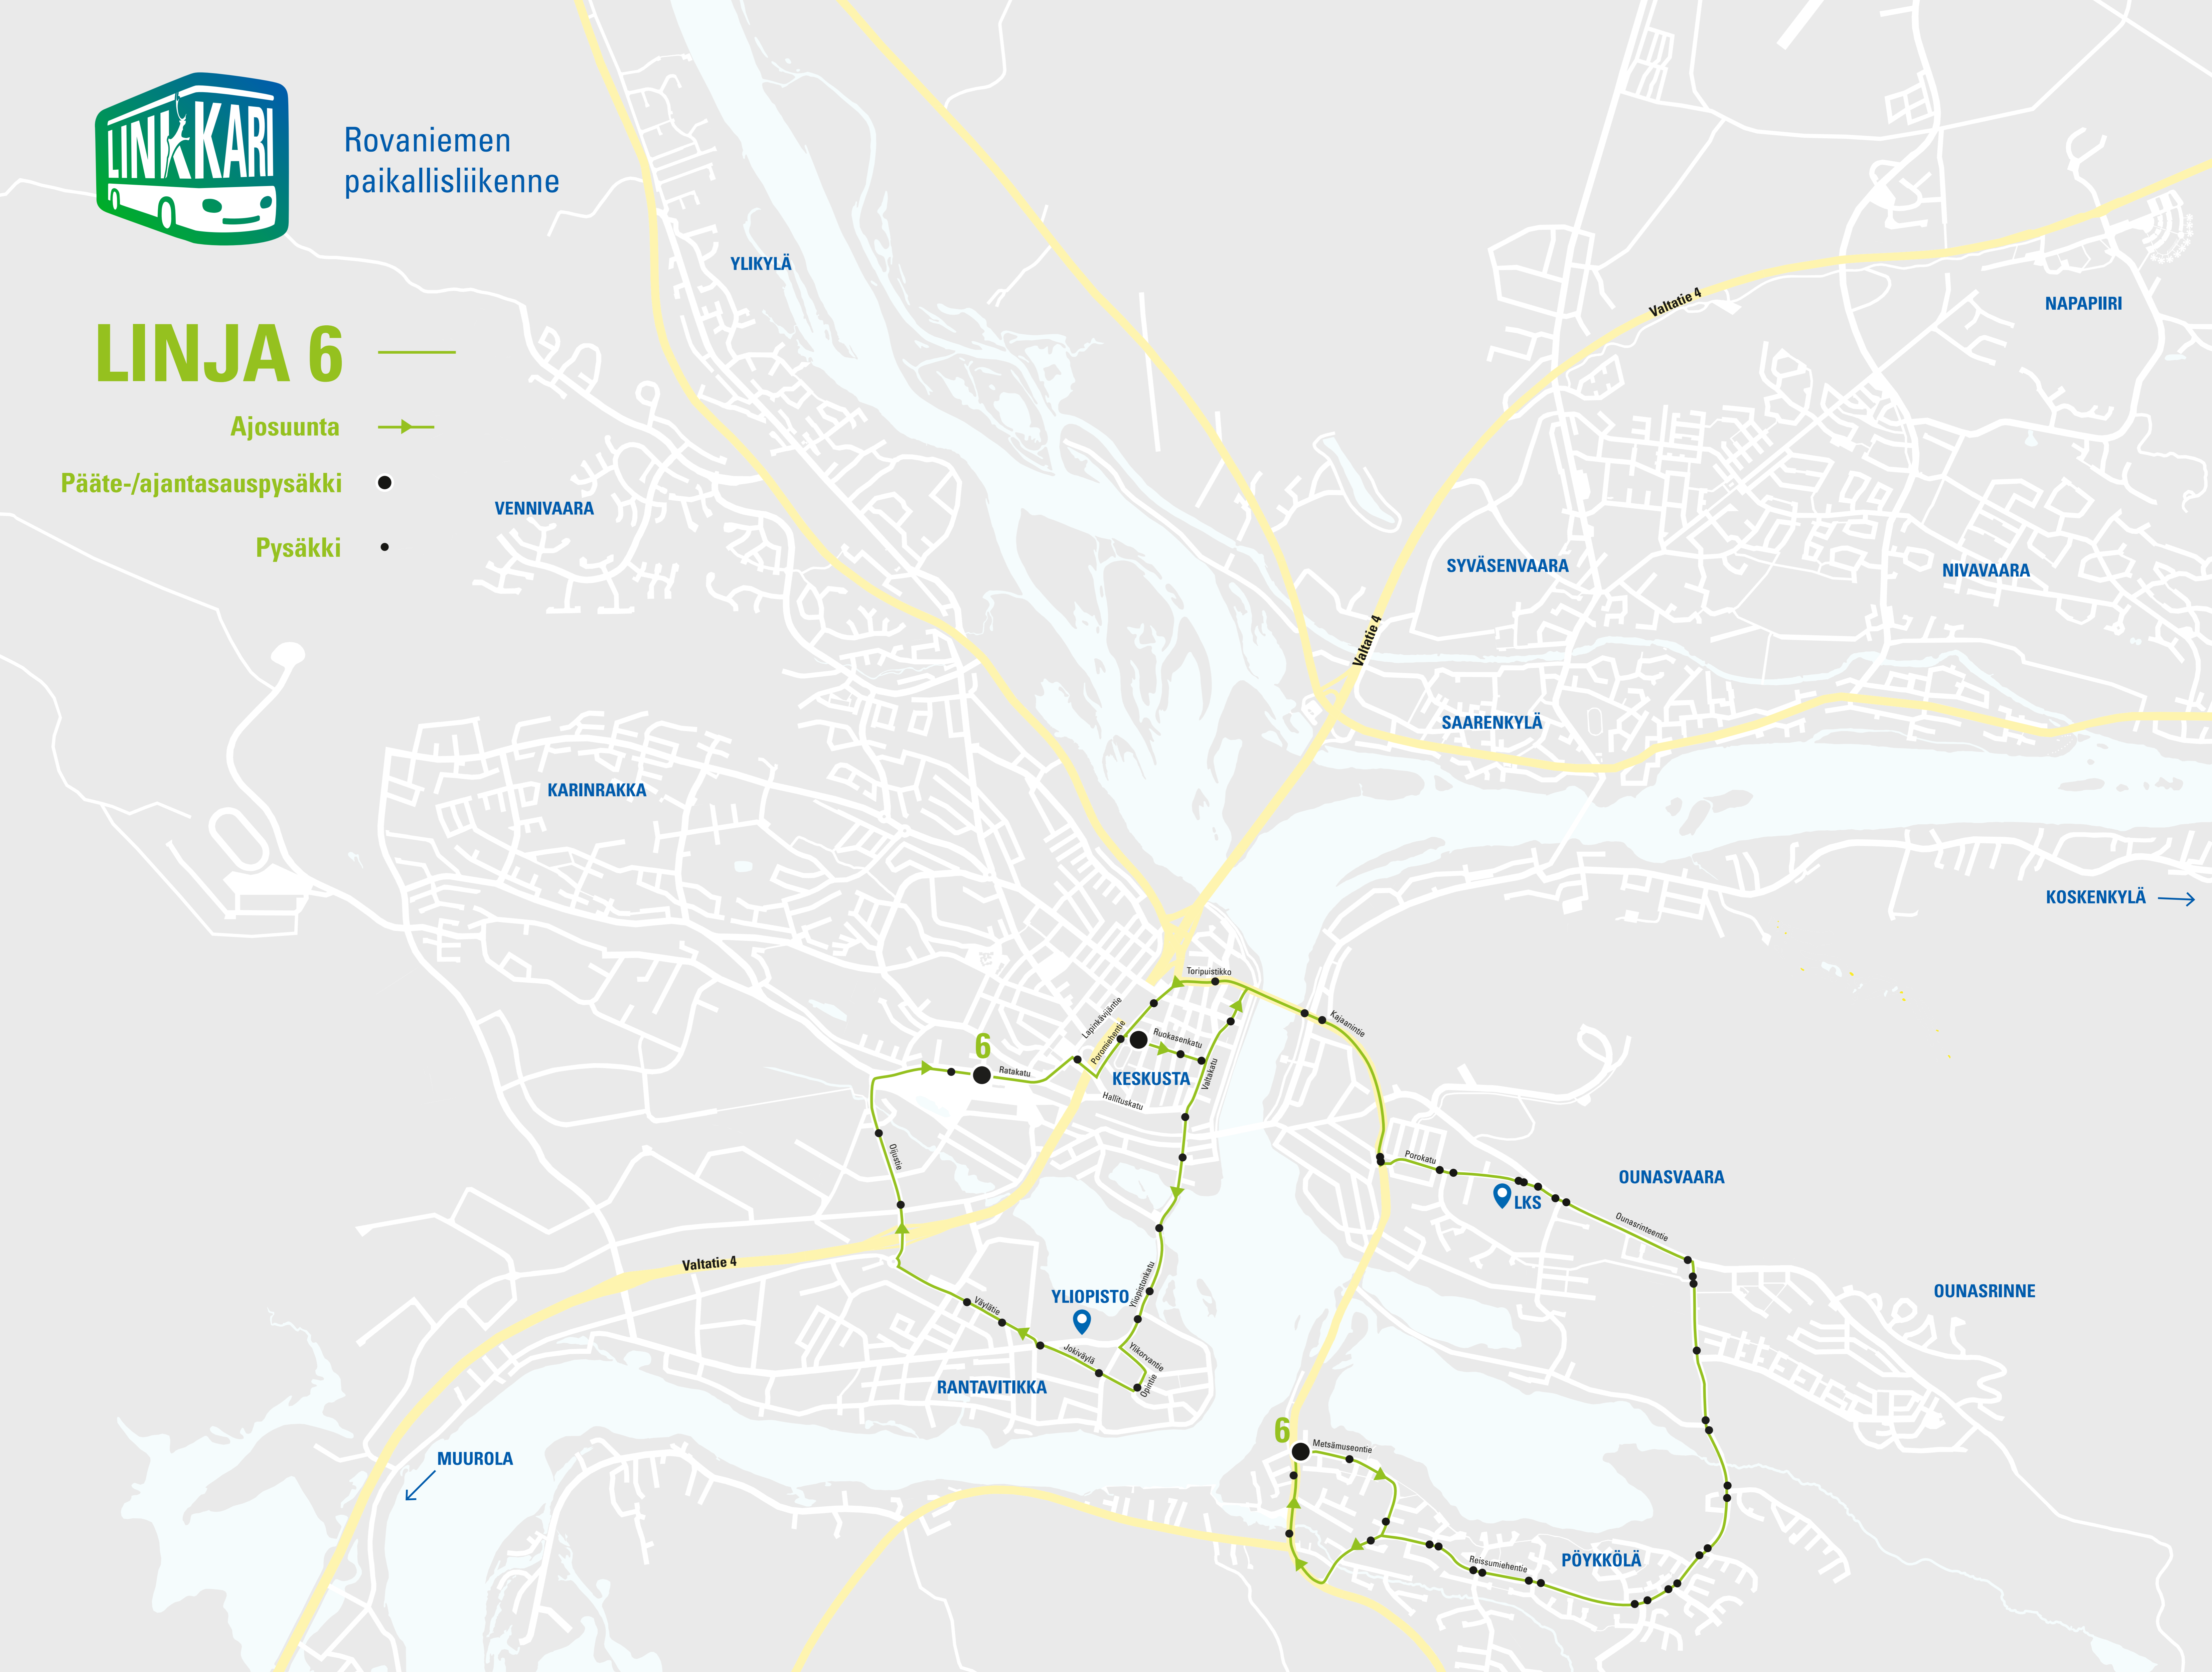 LINKKARI
Rovaniemen
paikallisliikenne
LINJA 6
Ajosuunta
Pääte-/ajantasauspysäkki
Pysäkki
YLIKYLÄ
VENNIVAARA
KARINRAKKA
Valtatie 4
NAPAPIIRI
SYVÄSENVAARA
NIVAVAARA
Valtatie 4
SAARENKYLÄ
KOSKENKYLÄ
Toripuistikko
Lapinkävijäntie
Poromiehentie
Ruokasenkatu
Kajaanintie
6
Ratakatu
KESKUSTA
Valtakatu
Hallituskatu
Oijustie
Porokatu
OUNASVAARA
LKS
Ounasrinteentie
Valtatie 4
YLIOPISTO
Yliopistonkatu
OUNASRINNE
Väylätie
Jokiväylä
Ylikorvantie
Opintie
RANTAVITIKKA
6
Metsämuseontie
MUUROLA
Reissumiehentie
PÖYKKÖLÄ